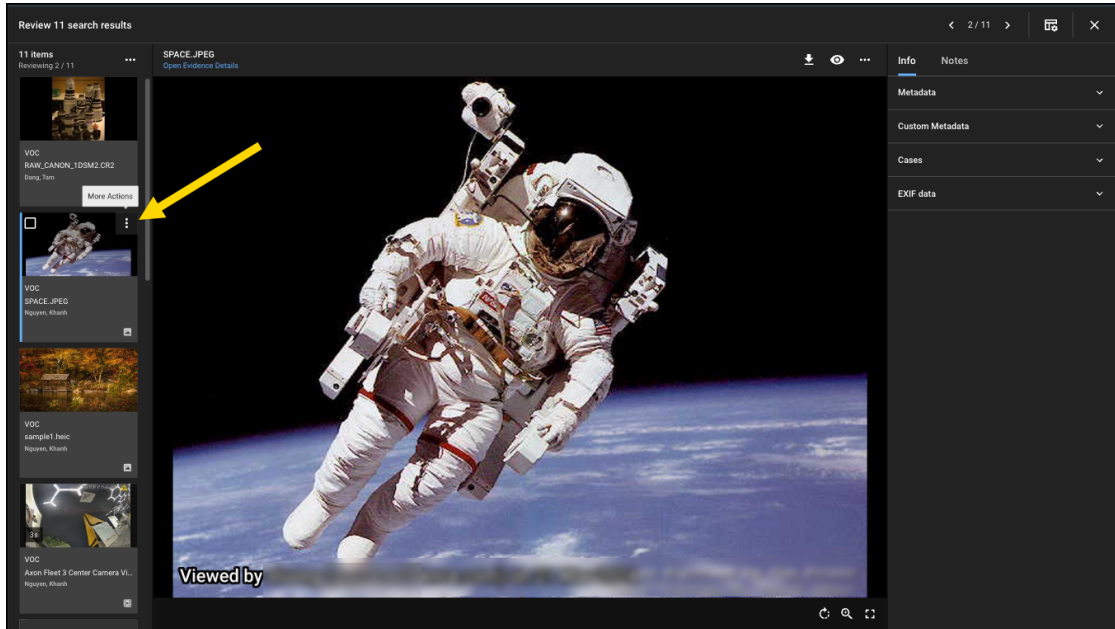 Review 11 search results
2 / 11
11 items
Reviewing 2 / 11
SPACE.JPEG
Open Evidence Details
Info
Notes
Metadata
Custom Metadata
Cases
EXIF data
VOC
RAW_CANON_1DSM2.CR2
Dang, Tam
More Actions
VOC
SPACE.JPEG
Nguyen, Khanh
VOC
sample1.heic
Nguyen, Khanh
3s
VOC
Axon Fleet 3 Center Camera Vi...
Nguyen, Khanh
Viewed by